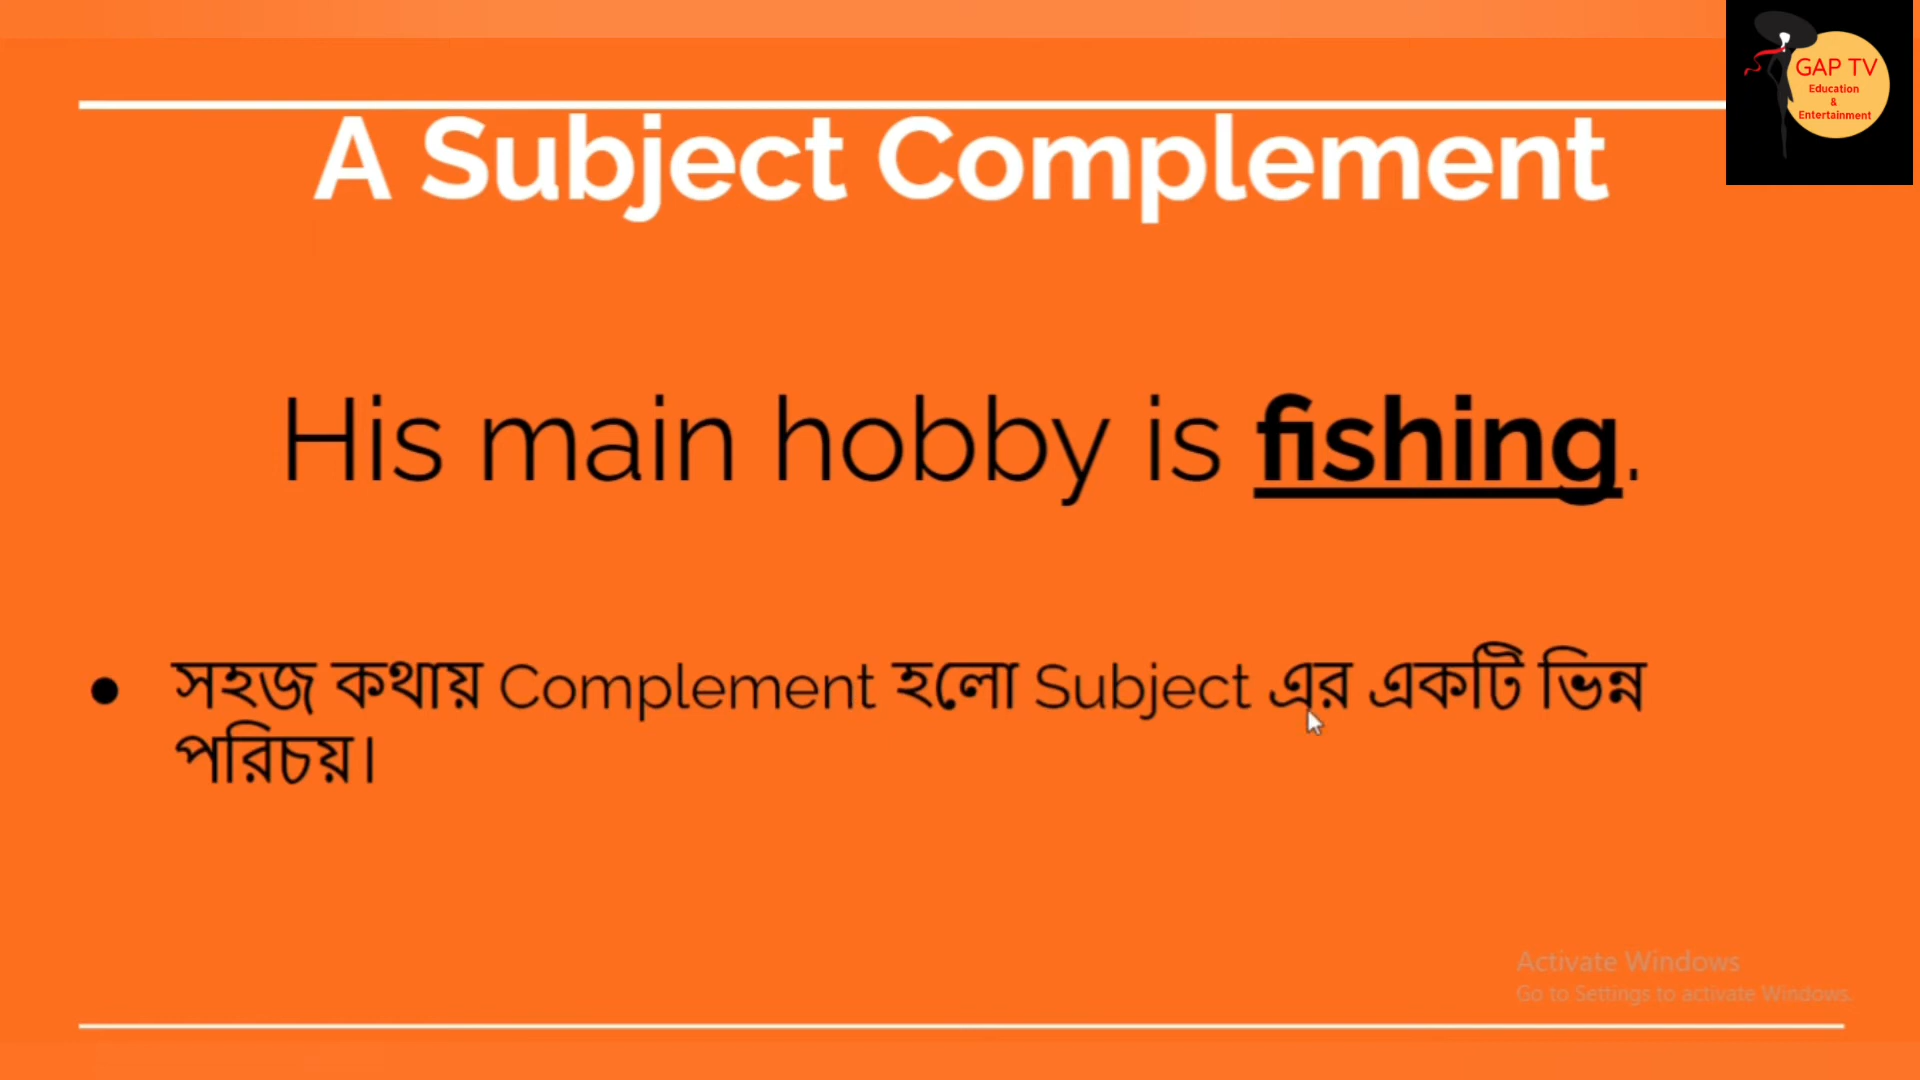 GAP TV
Education
&
Entertainment
A Subject Complement
His main hobby is fishing.
● সহজ কথায় Complement হলো Subject এর একটি ভিন্ন
পরিচয়।
Activate Windows
Go to Settings to activate Windows.